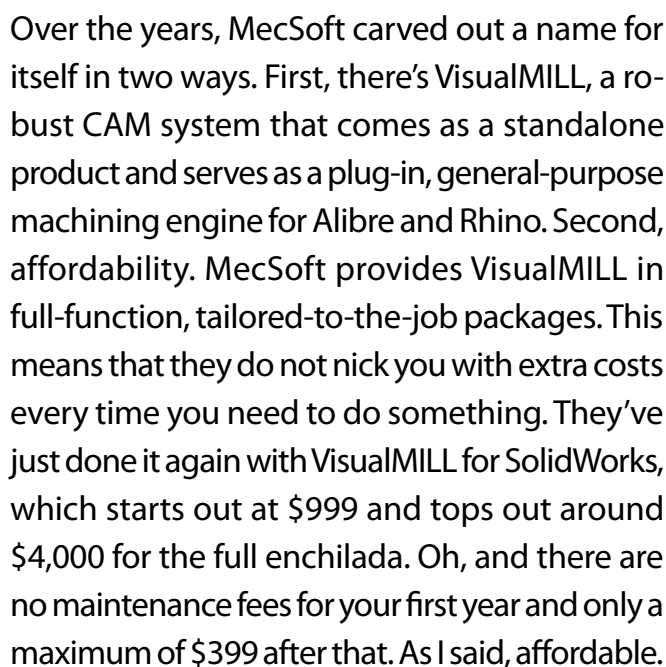 Over the years, MecSoft carved out a name for
itself in two ways. First, there’s VisualMILL, a ro-
bust CAM system that comes as a standalone
product and serves as a plug-in, general-purpose
machining engine for Alibre and Rhino. Second,
affordability. MecSoft provides VisualMILL in
full-function, tailored-to-the-job packages. This
means that they do not nick you with extra costs
every time you need to do something. They’ve
just done it again with VisualMILL for SolidWorks,
which starts out at $999 and tops out around
$4,000 for the full enchilada. Oh, and there are
no maintenance fees for your first year and only a
maximum of $399 after that. As I said, affordable.